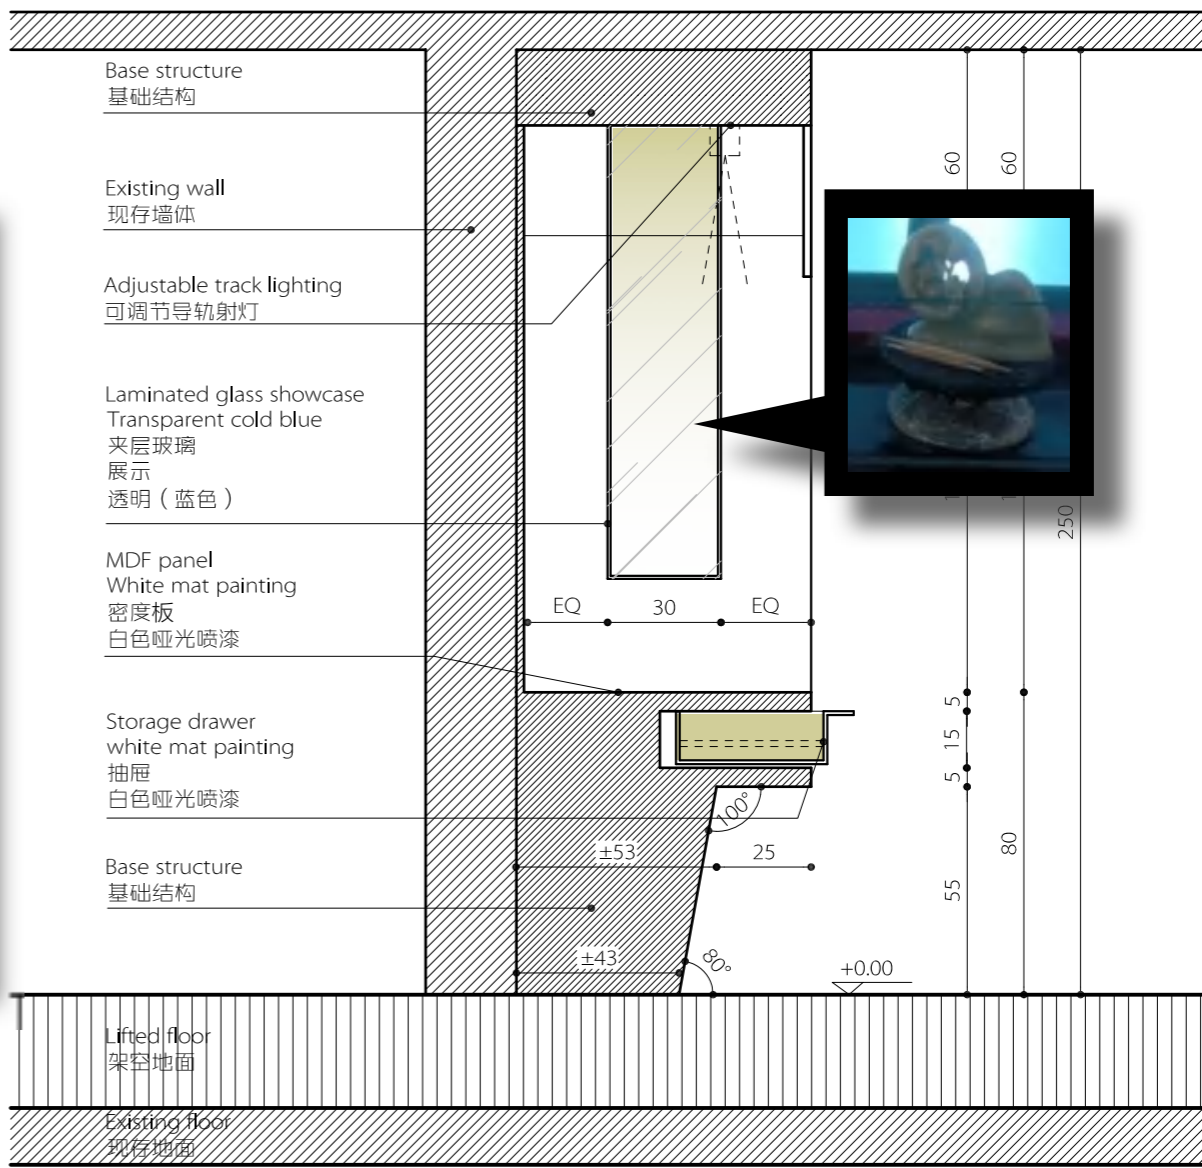 Base structure
基础结构
Existing wall
现存墙体
Adjustable track lighting
可调节导轨射灯
Laminated glass showcase
Transparent cold blue
夹层玻璃
展示
透明（蓝色）
MDF panel
White mat painting
密度板
白色哑光喷漆
Storage drawer
white mat painting
抽屉
白色哑光喷漆
Base structure
基础结构
Lifted floor
架空地面
Existing floor
现存地面
EQ
30
EQ
100°
±53
25
±43
80°
+0.00
60
60
250
5
15
5
80
55